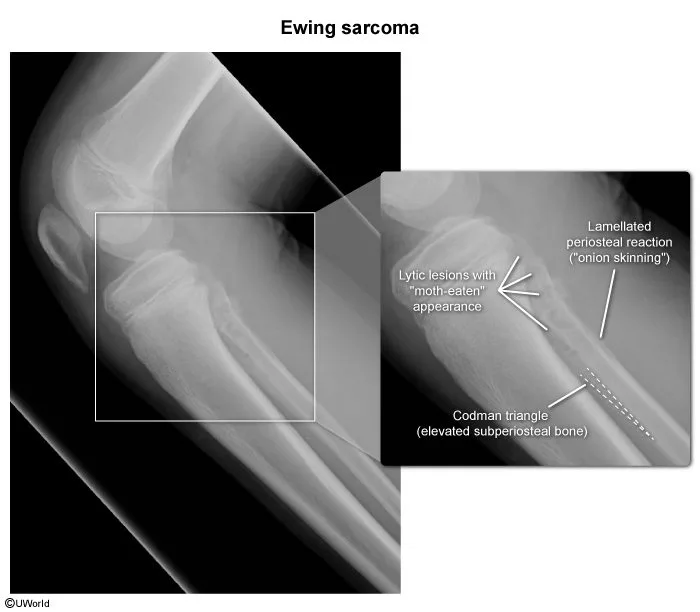 Ewing sarcoma
Lamellated
periosteal reaction
("onion skinning")
Lytic lesions with
"moth-eaten"
appearance
Codman triangle
(elevated subperiosteal bone)
©UWorld